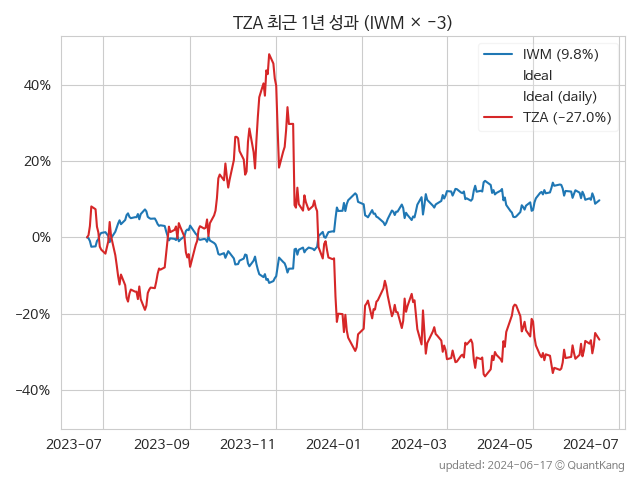 TZA 최근 1년 성과 (IWM × −3)
IWM (9.8%)
Ideal
Ideal (daily)
TZA (−27.0%)
40%
20%
0%
−20%
−40%
2023-07 2023-09 2023-11 2024-01 2024-03 2024-05 2024-07
updated: 2024-06-17 © QuantKang